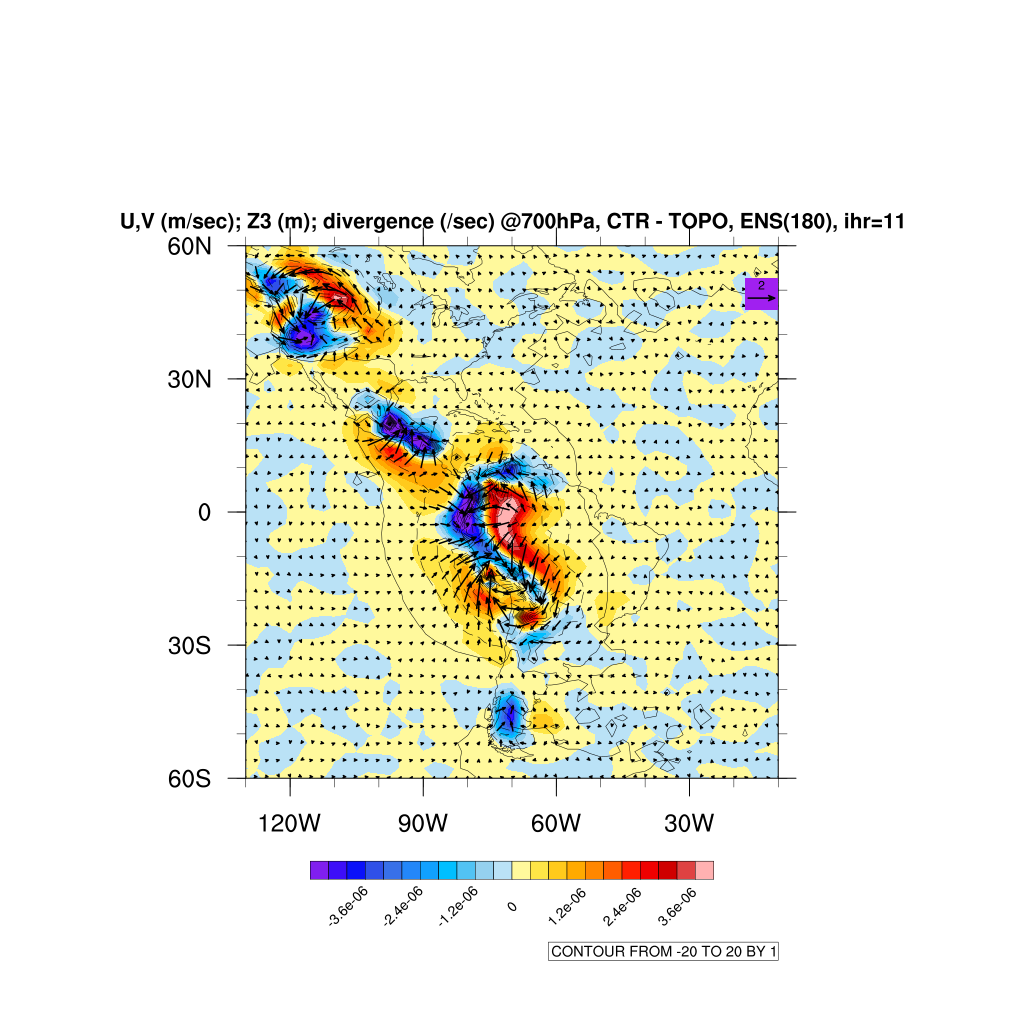 U,V (m/sec); Z3 (m); divergence (/sec) @700hPa, CTR - TOPO, ENS(180), ihr=11
60N
2
30N
0
30S
60S
120W 90W 60W 30W
-3.6e-06 -2.4e-06 -1.2e-06 0 1.2e-06 2.4e-06 3.6e-06
CONTOUR FROM -20 TO 20 BY 1